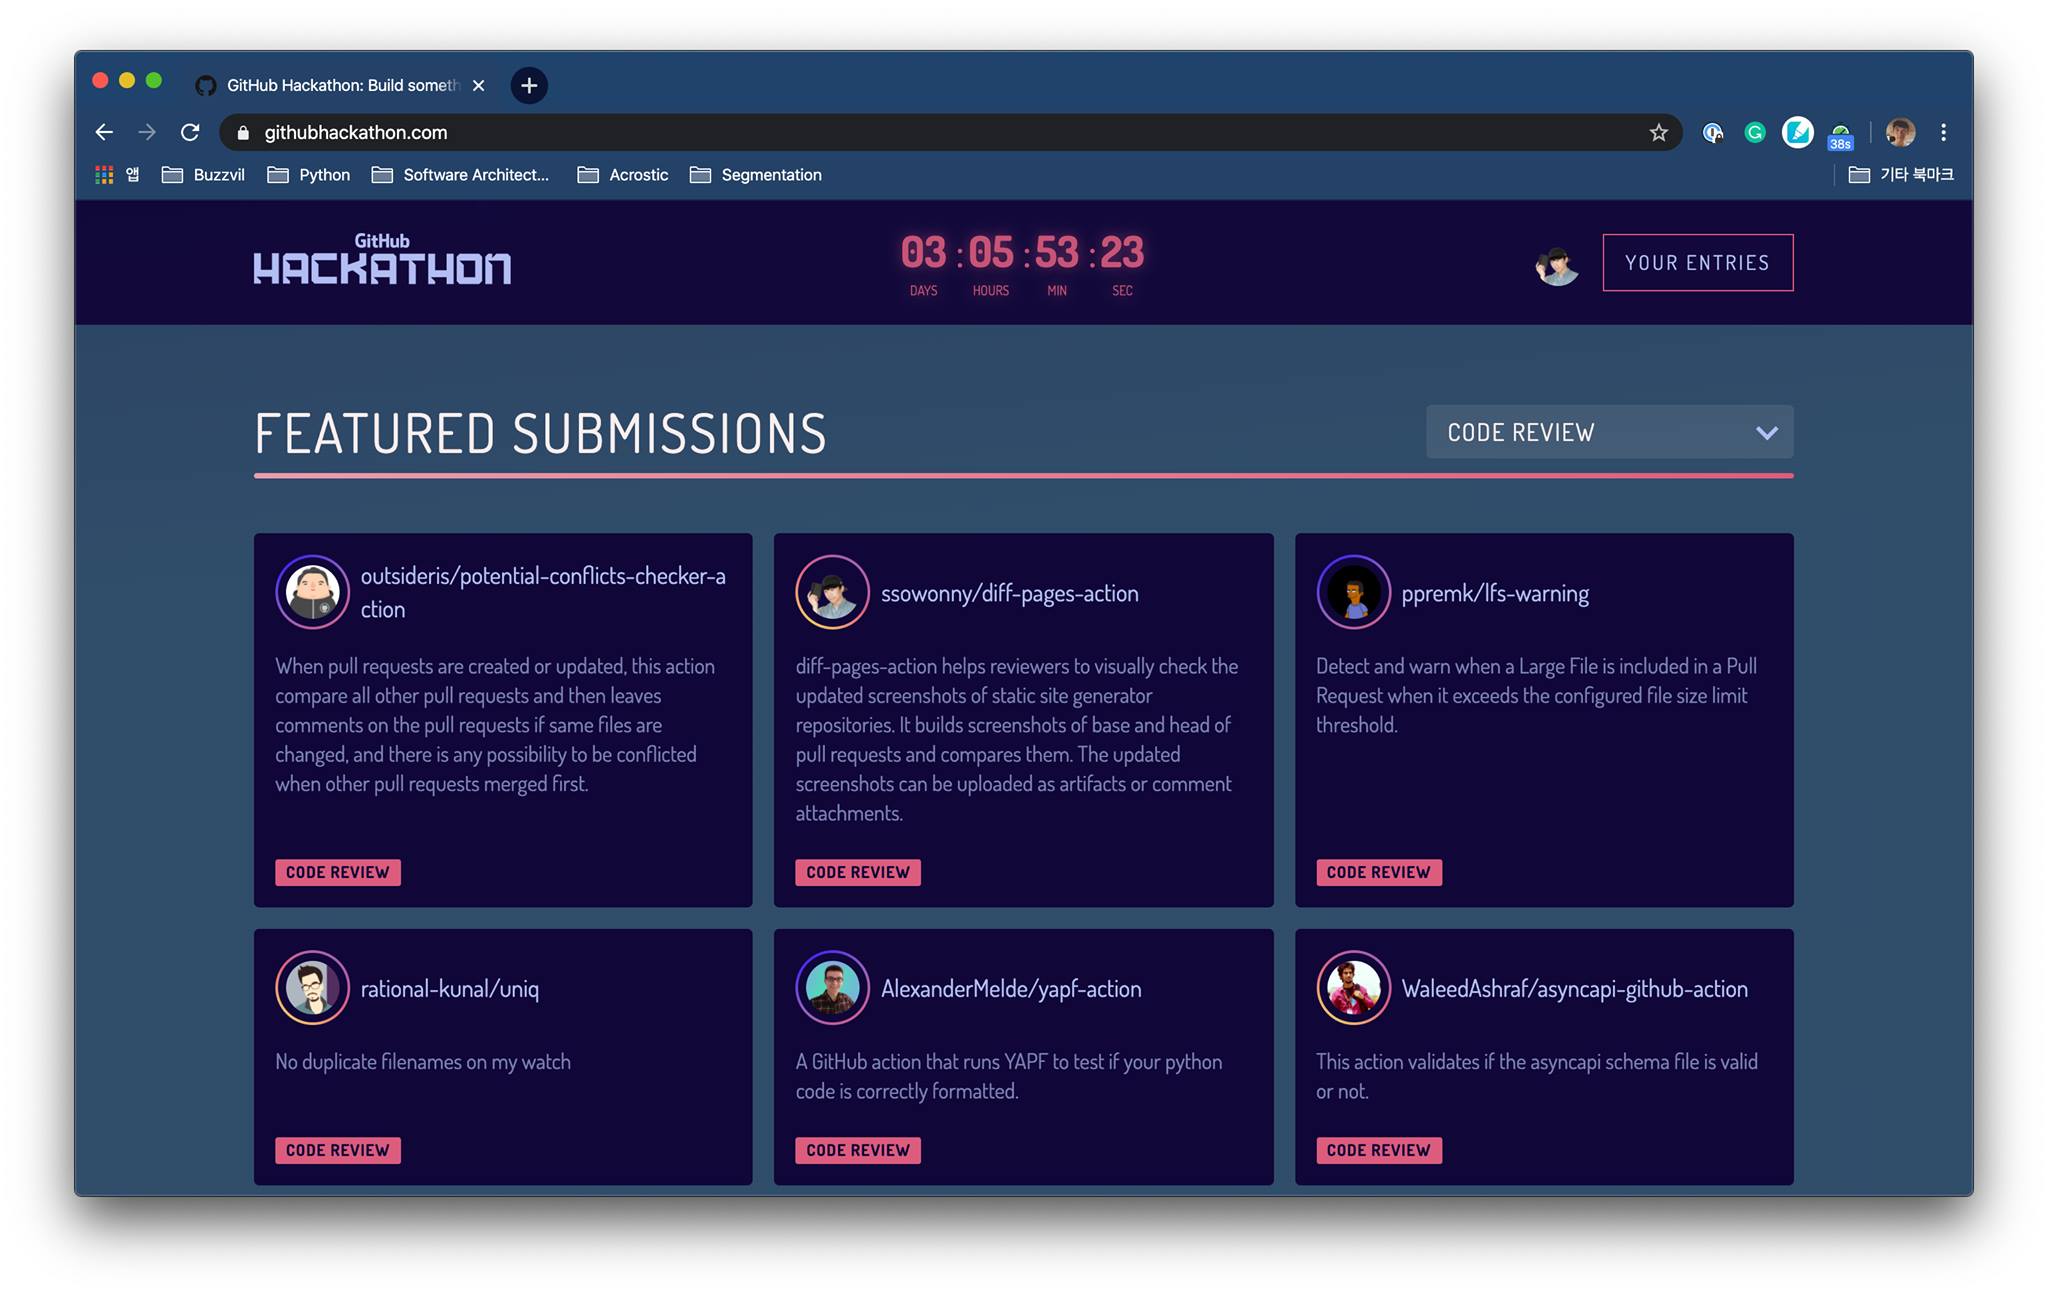 GitHub Hackathon: Build someth
githubhackathon.com
38s
앱 Buzzvil Python Software Architect... Acrostic Segmentation 기타 북마크
GitHub
HACKATHON
03 : 05 : 53 : 23
DAYS HOURS MIN SEC
YOUR ENTRIES
FEATURED SUBMISSIONS
CODE REVIEW
outsideris/potential-conflicts-checker-a
ction
When pull requests are created or updated, this action
compare all other pull requests and then leaves
comments on the pull requests if same files are
changed, and there is any possibility to be conflicted
when other pull requests merged first.
CODE REVIEW
ssowonny/diff-pages-action
diff-pages-action helps reviewers to visually check the
updated screenshots of static site generator
repositories. It builds screenshots of base and head of
pull requests and compares them. The updated
screenshots can be uploaded as artifacts or comment
attachments.
CODE REVIEW
ppremk/lfs-warning
Detect and warn when a Large File is included in a Pull
Request when it exceeds the configured file size limit
threshold.
CODE REVIEW
rational-kunal/uniq
No duplicate filenames on my watch
CODE REVIEW
AlexanderMelde/yapf-action
A GitHub action that runs YAPF to test if your python
code is correctly formatted.
CODE REVIEW
WaleedAshraf/asyncapi-github-action
This action validates if the asyncapi schema file is valid
or not.
CODE REVIEW